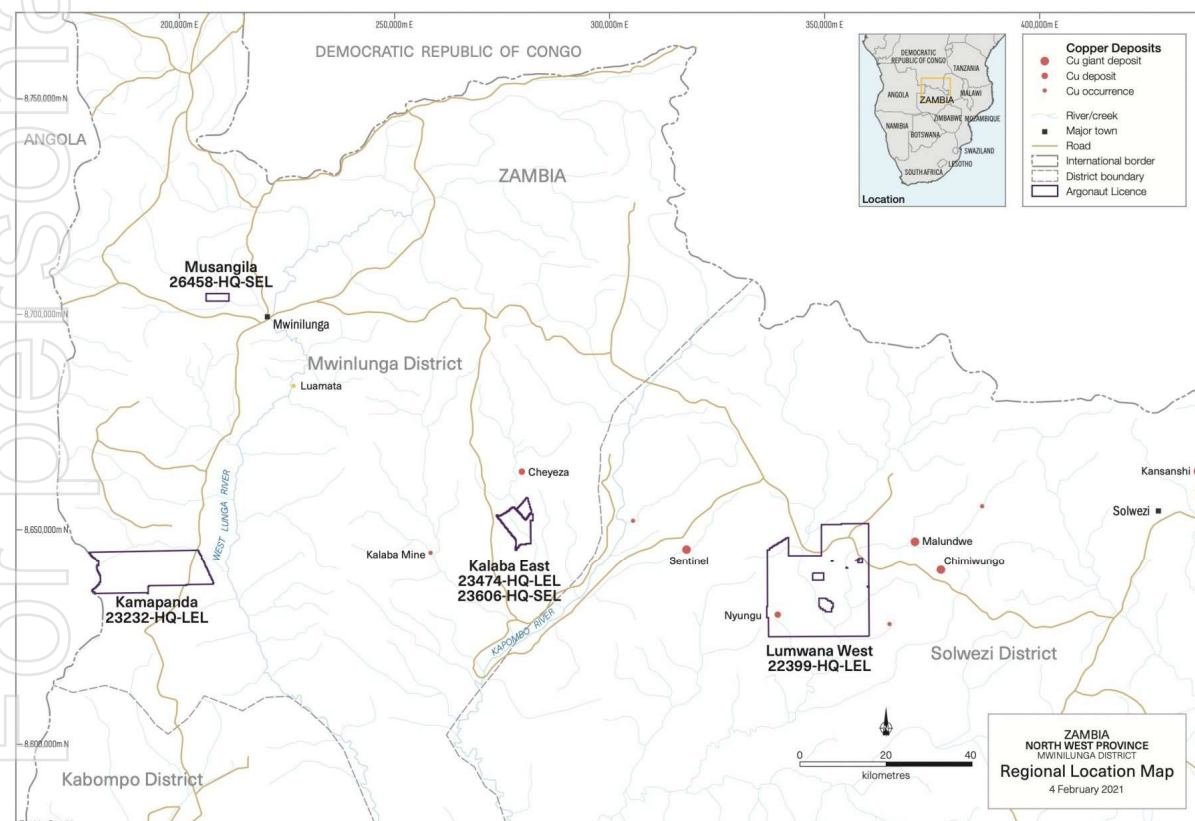 200,000m E
250,000m E
300,000m E
350,000m E
400,000m E
DEMOCRATIC REPUBLIC OF CONGO
8,750,000m N
ANGOLA
ZAMBIA
Musangila
26458-HQ-SEL
8,700,000m N
Mwinilunga
Mwinlunga District
Luamata
Cheyeza
Kansanshi
Solwezi
WEST LUNGA RIVER
8,650,000m N
Kalaba Mine
Kalaba East
23474-HQ-LEL
23606-HQ-SEL
Sentinel
Malundwe
Chimiwungo
Kamapanda
23232-HQ-LEL
Nyungu
KAPOMBO RIVER
Lumwana West
22399-HQ-LEL
Solwezi District
8,600,000m N
Kabompo District
0 20 40
kilometres
DEMOCRATIC
REPUBLIC OF CONGO
TANZANIA
ANGOLA
MALAWI
ZAMBIA
ZIMBABWE
MOZAMBIQUE
NAMIBIA
BOTSWANA
SWAZILAND
LESOTHO
SOUTH AFRICA
Location
Copper Deposits
Cu giant deposit
Cu deposit
Cu occurrence
River/creek
Major town
Road
International border
District boundary
Argonaut Licence
ZAMBIA
NORTH WEST PROVINCE
MWINILUNGA DISTRICT
Regional Location Map
4 February 2021
For persona